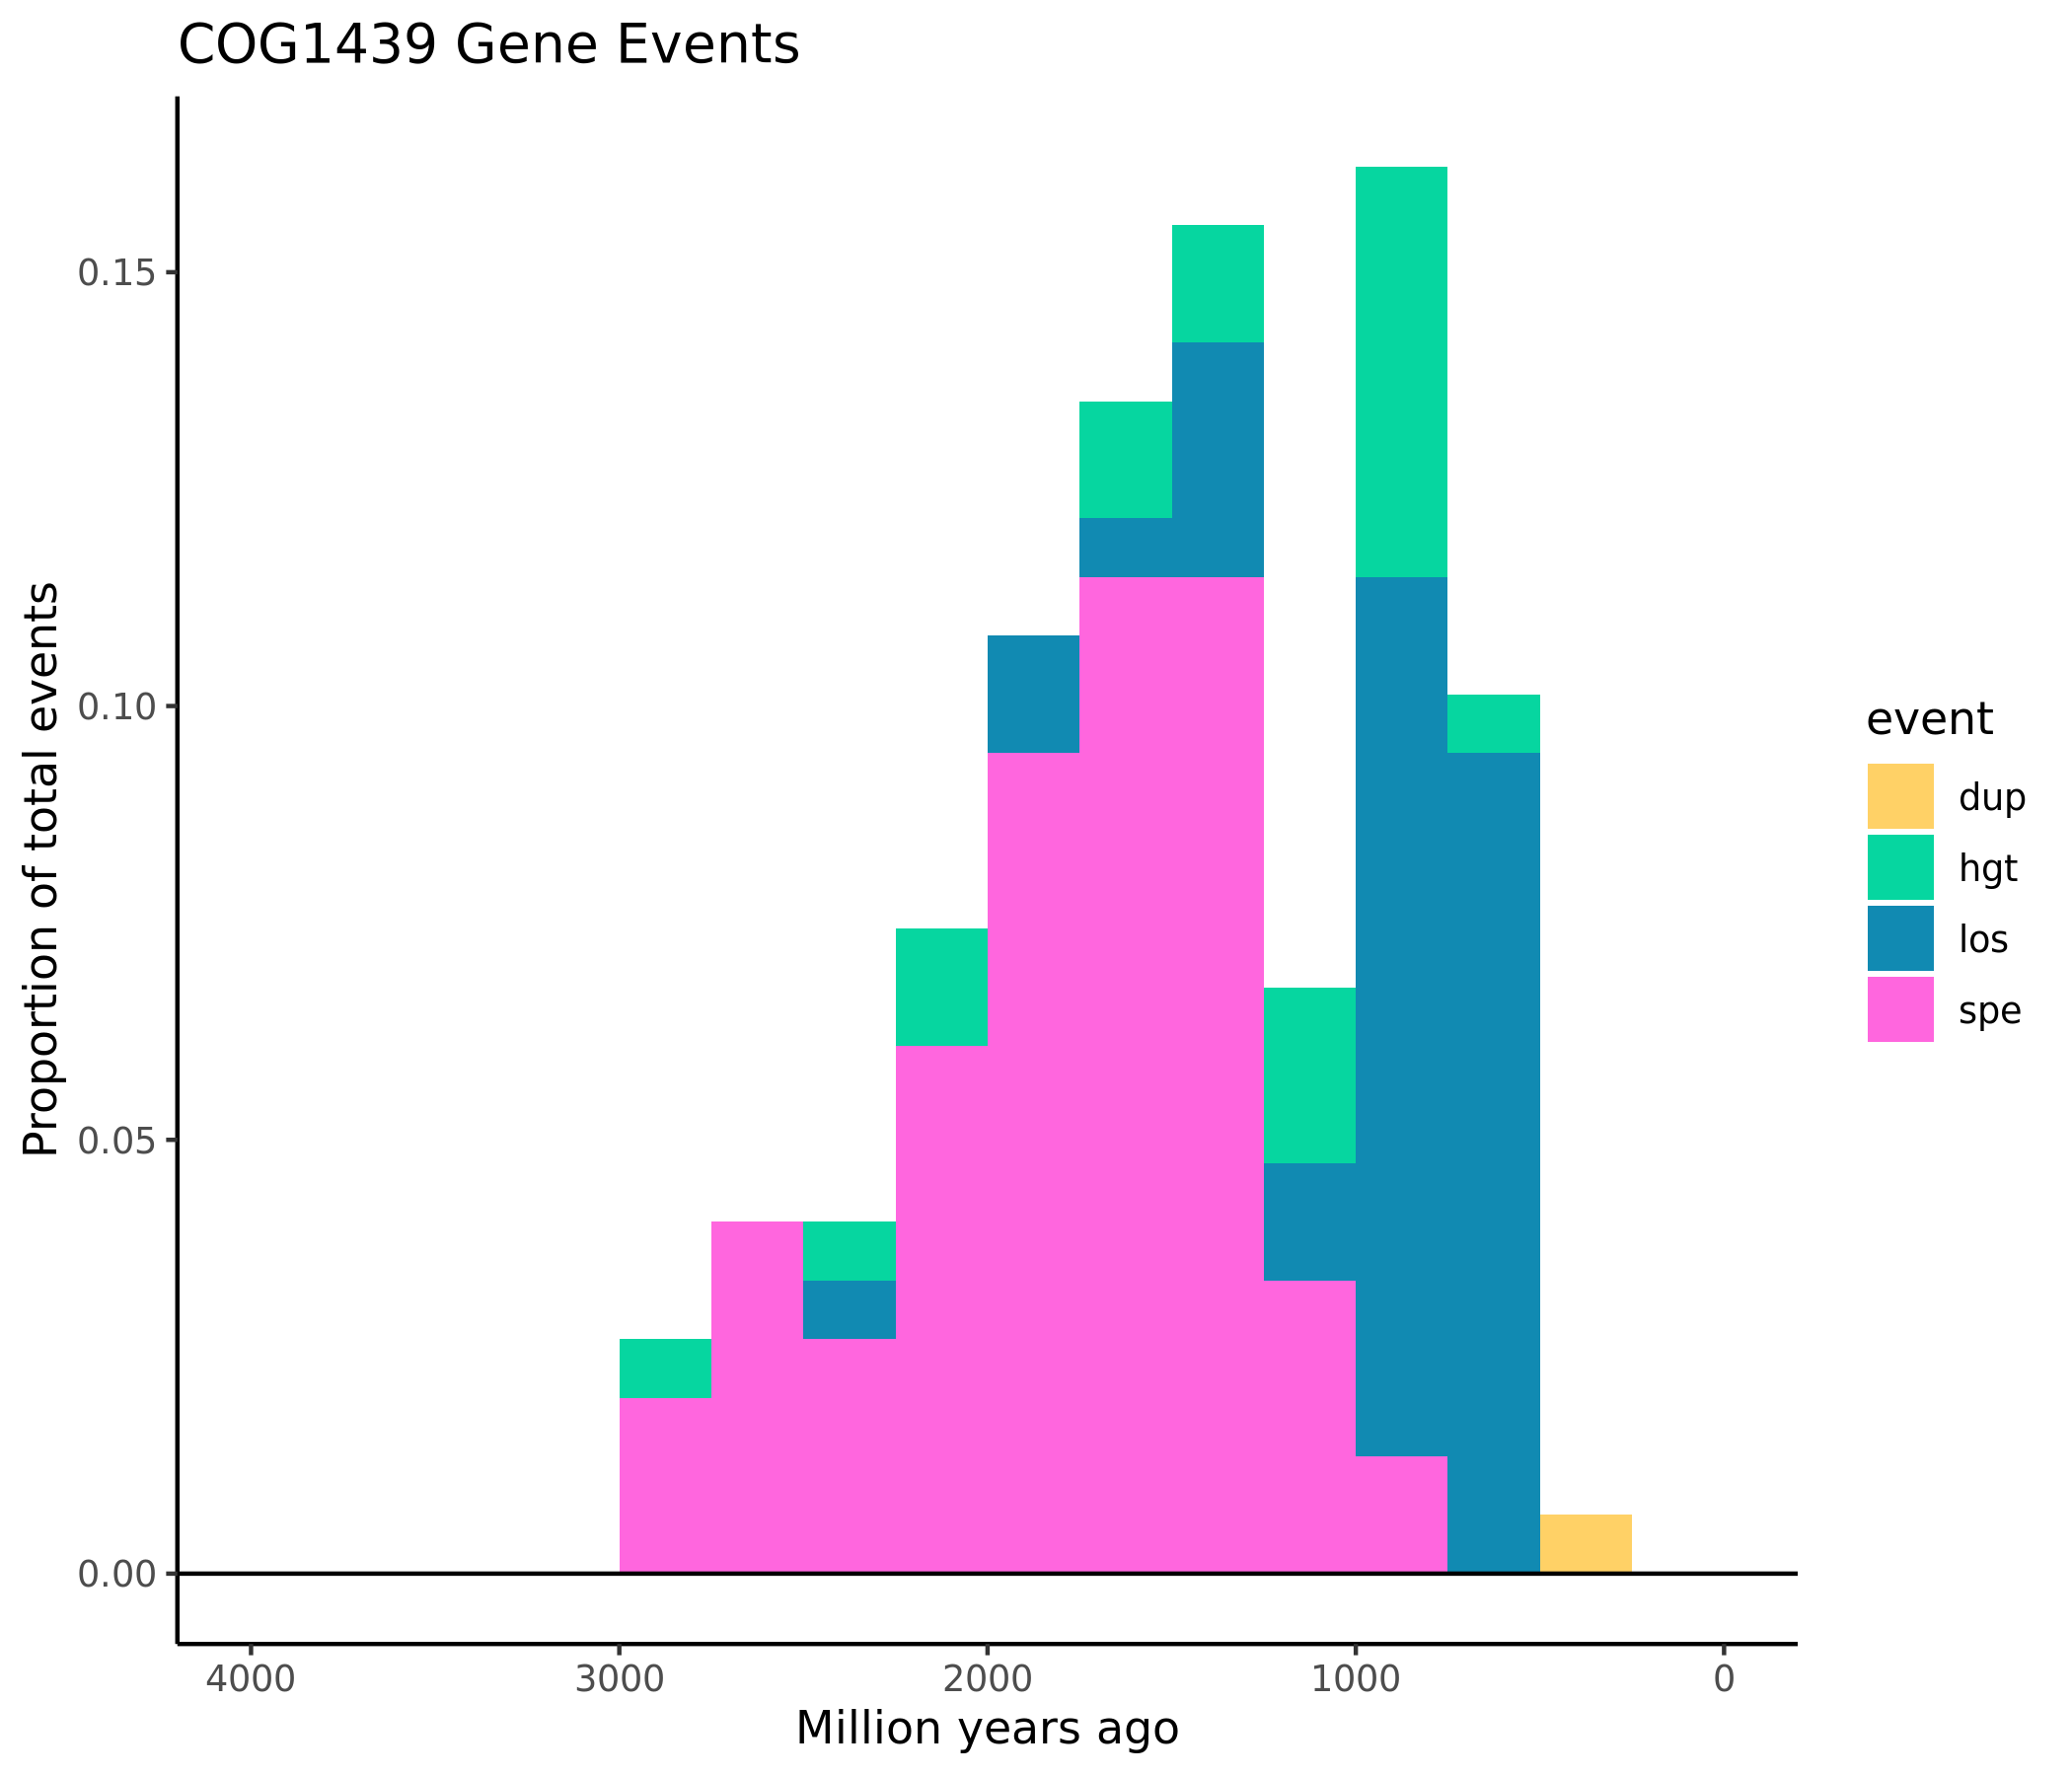 COG1439 Gene Events
Proportion of total events
0.15
0.10
0.05
0.00
4000 3000 2000 1000 0
Million years ago
event
dup
hgt
los
spe